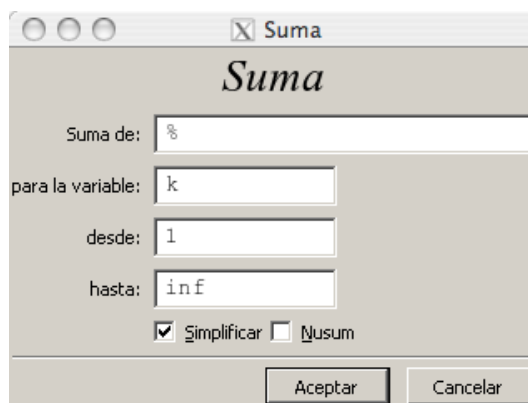 Suma
Suma
Suma de: %
para la variable: k
desde: 1
hasta: inf
Simplificar Nusum
Aceptar Cancelar